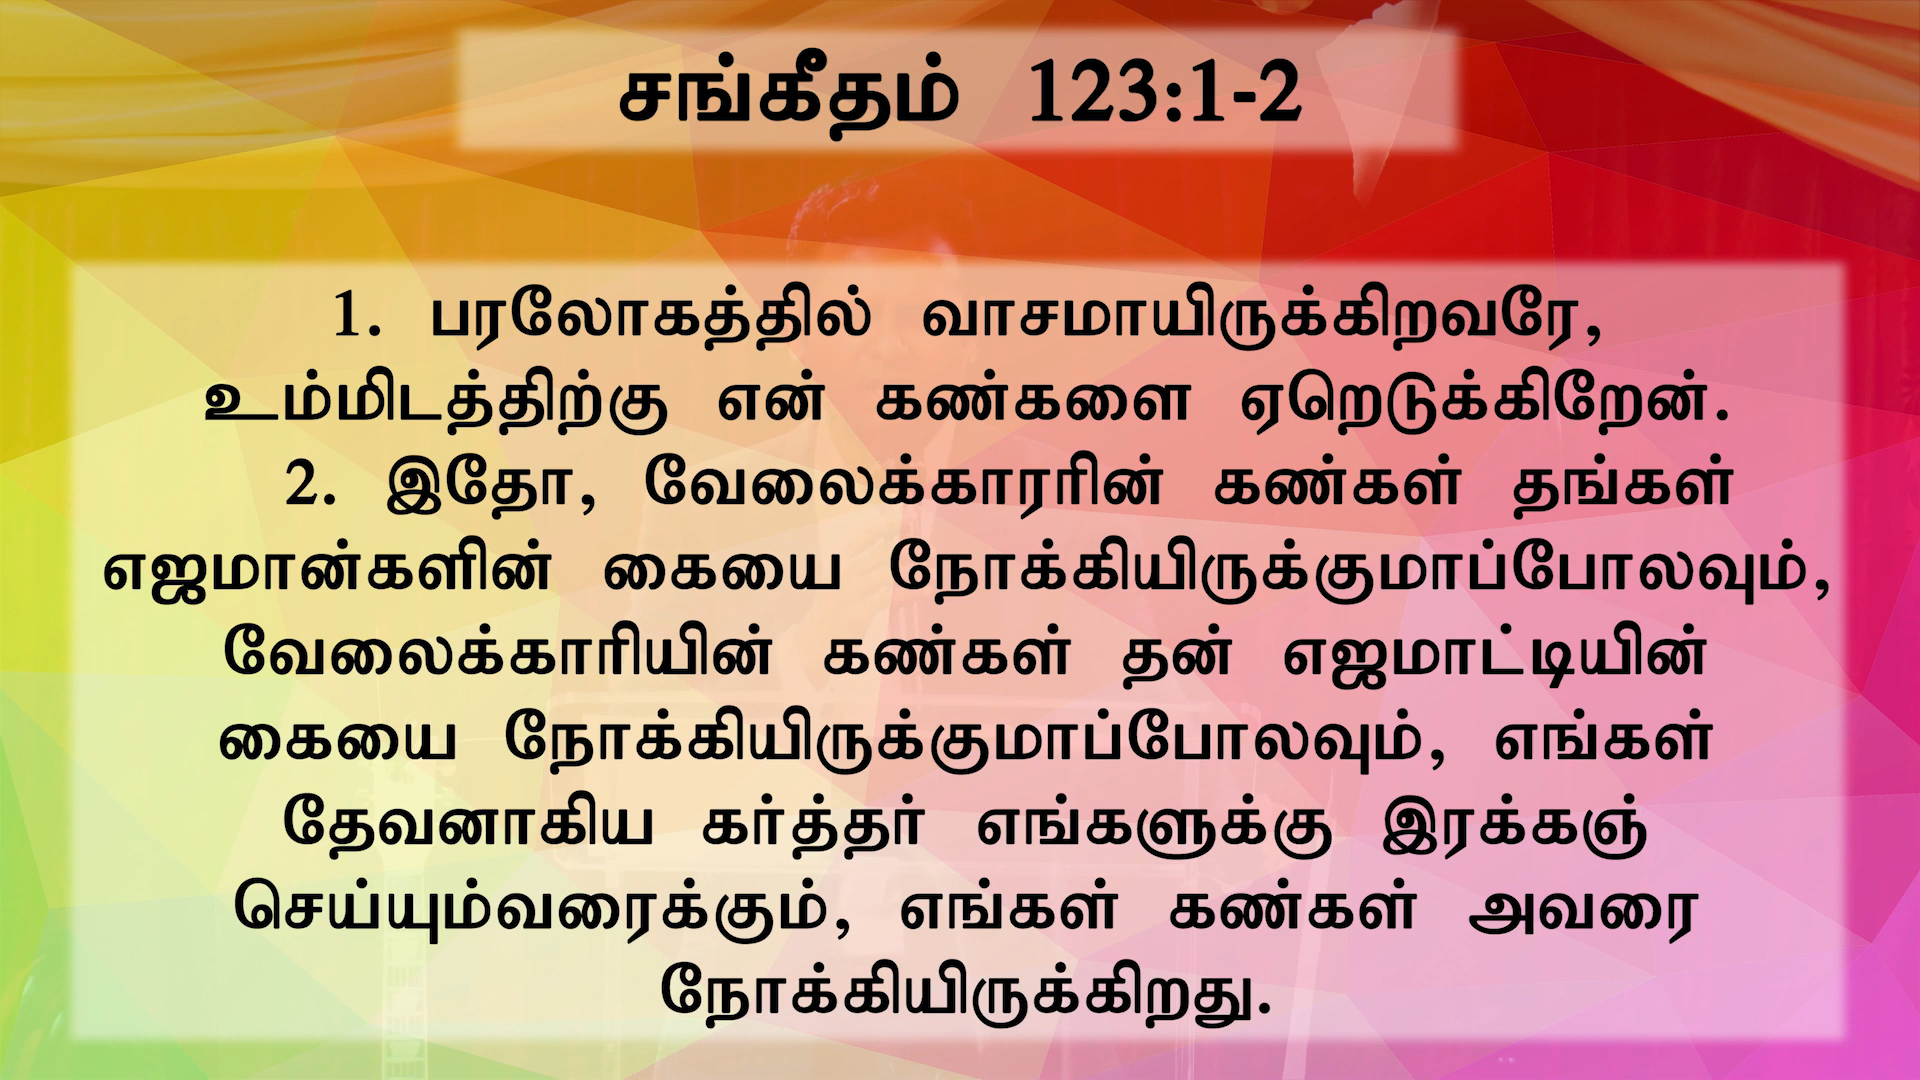 சங்கீதம் 123:1-2
1. பரலோகத்தில் வாசமாயிருக்கிறவரே,
உம்மிடத்திற்கு என் கண்களை ஏறெடுக்கிறேன்.
2. இதோ, வேலைக்காரரின் கண்கள் தங்கள்
எஜமான்களின் கையை நோக்கியிருக்குமாப்போலவும்,
வேலைக்காரியின் கண்கள் தன் எஜமாட்டியின்
கையை நோக்கியிருக்குமாப்போலவும், எங்கள்
தேவனாகிய கர்த்தர் எங்களுக்கு இரக்கஞ்
செய்யும்வரைக்கும், எங்கள் கண்கள் அவரை
நோக்கியிருக்கிறது.